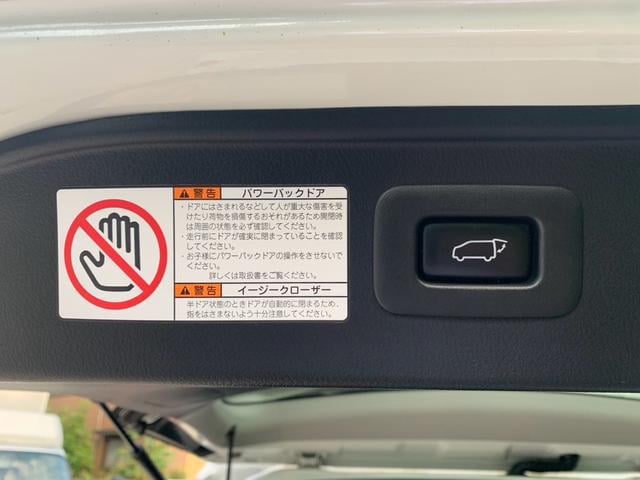 警告 パワーバックドア
・ドアにはさまれるなどして人が重大な傷害を受
けたり荷物を損傷するおそれがあるため開閉時
は周囲の状態を必ず確認してください。
・走行前にドアが確実に閉まっていることを確認
してください。
・お子様にパワーバックドアの操作をさせないで
ください。
詳しくは取扱書をご覧ください。
警告 イージークローザー
半ドア状態のときドアが自動的に閉まるため、
指をはさまないよう十分注意してください。